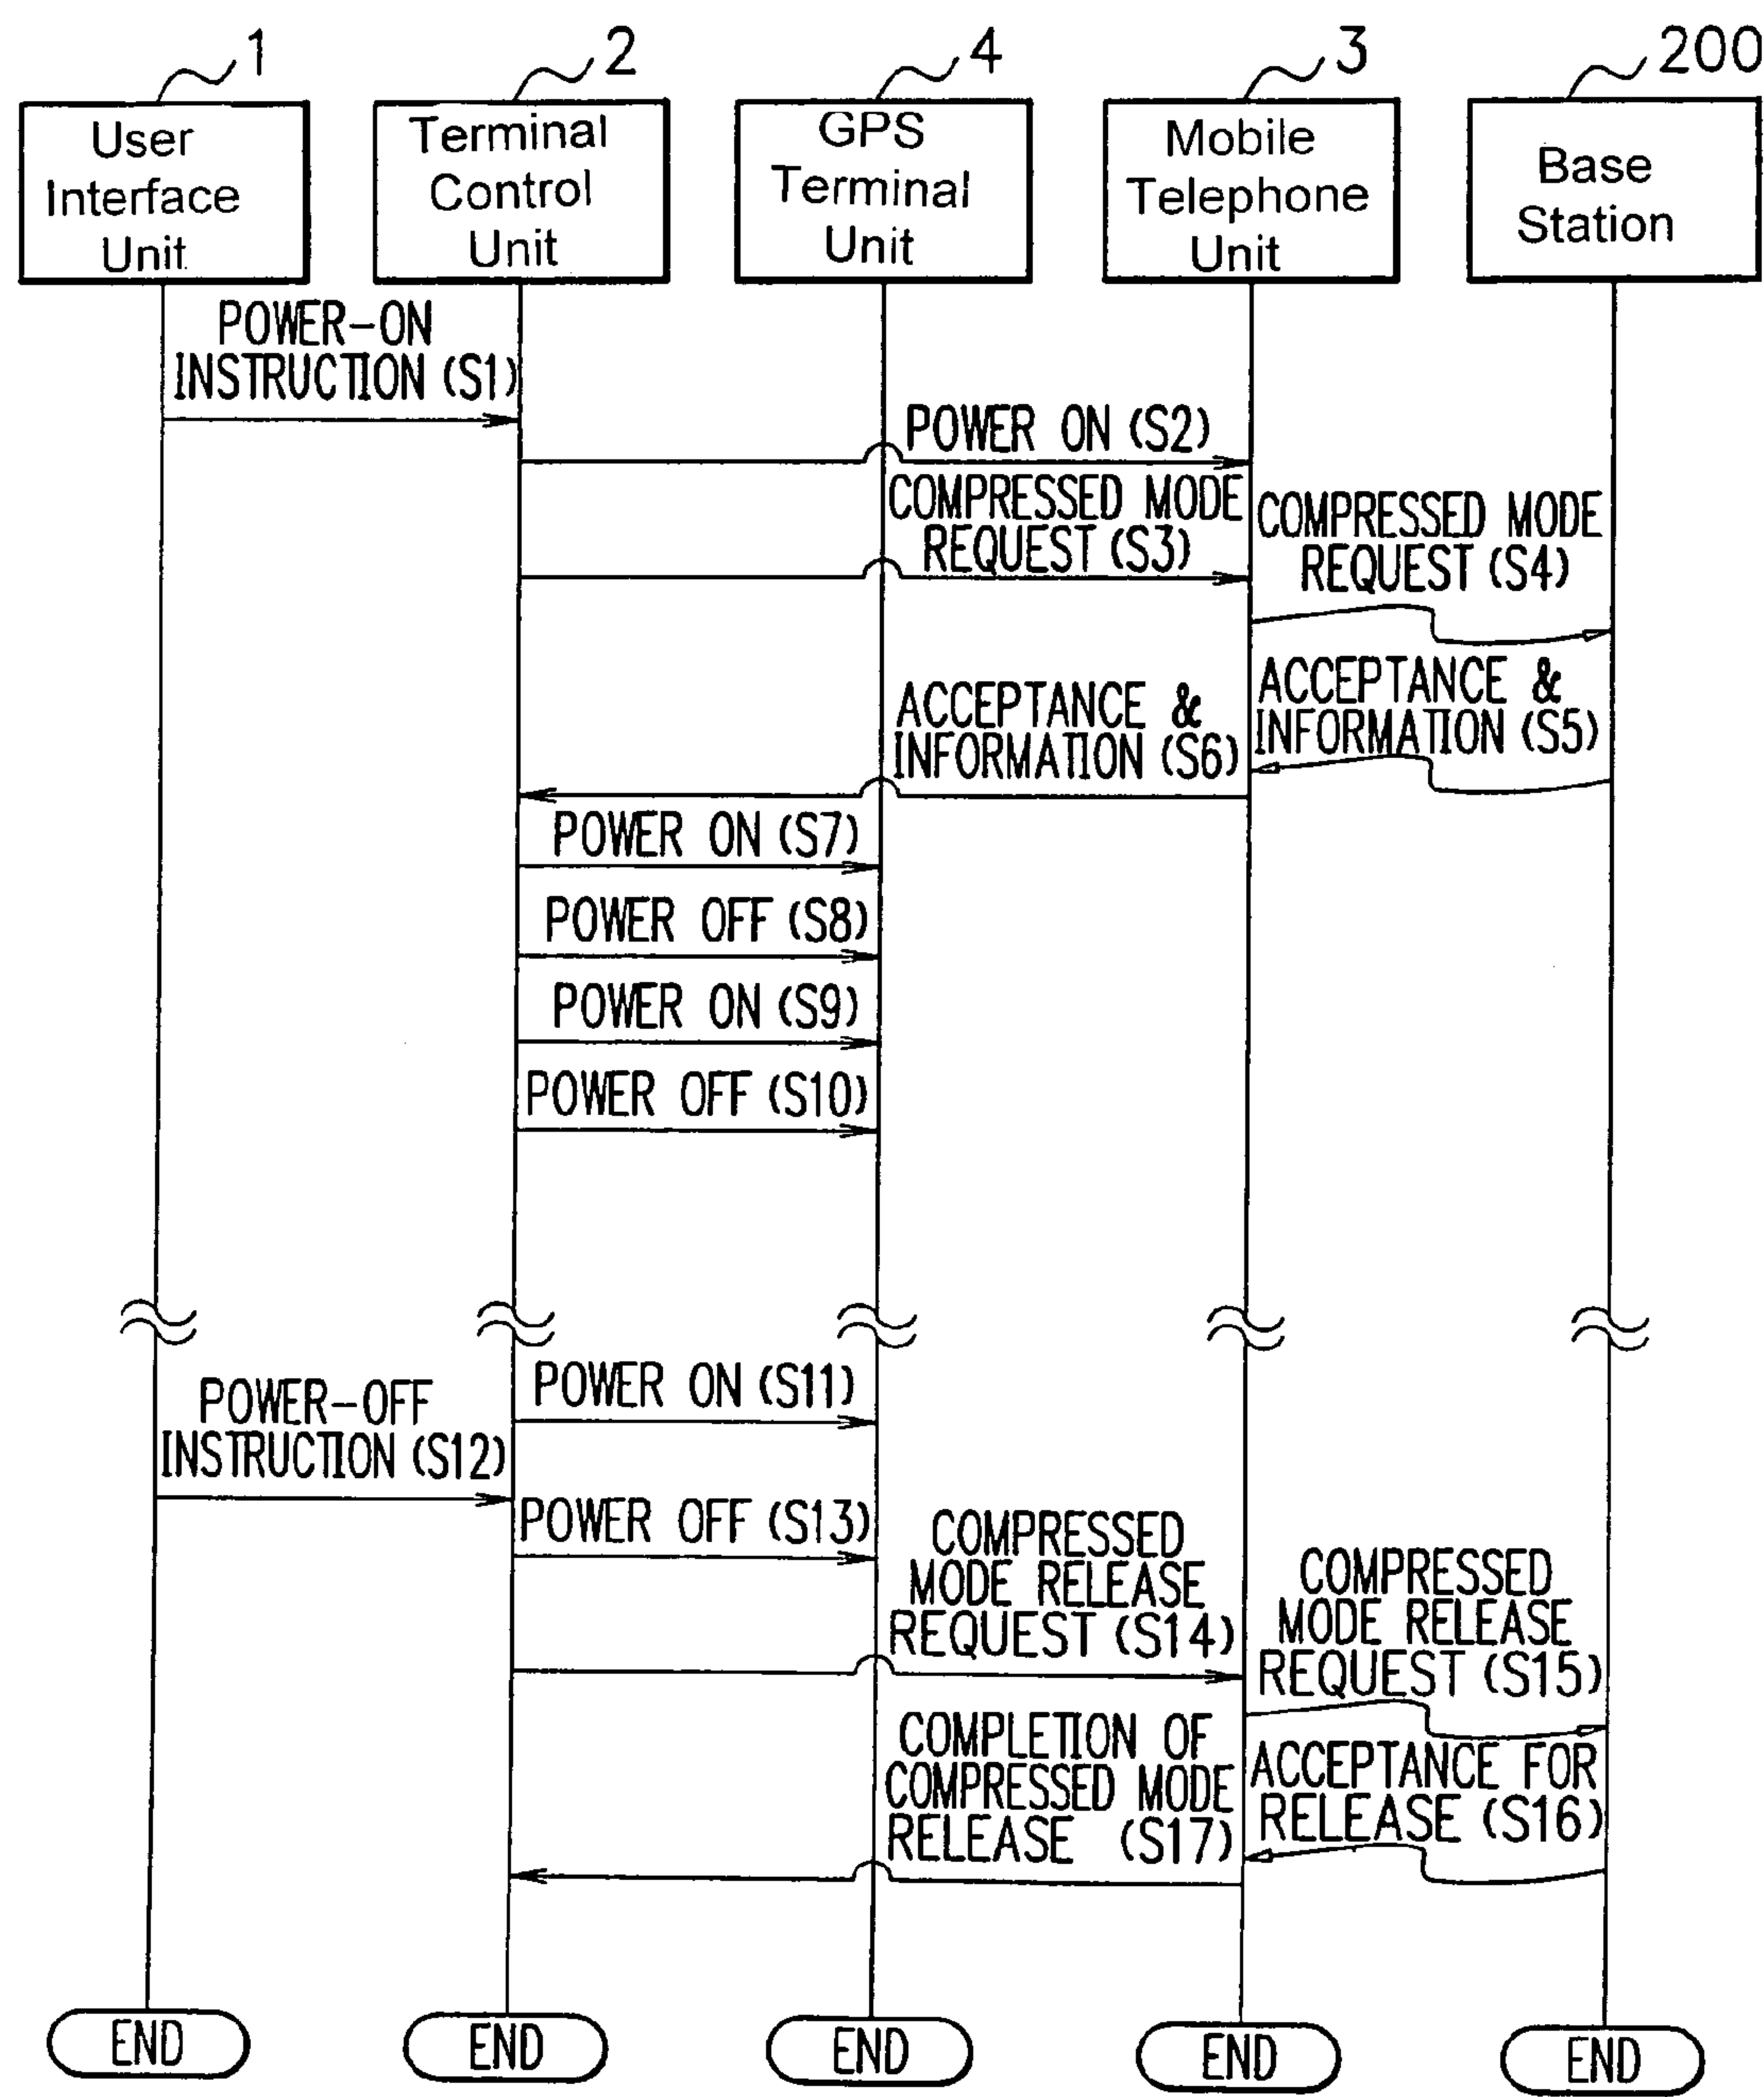 1
2
4
3
200
User
Interface
Unit
Terminal
Control
Unit
GPS
Terminal
Unit
Mobile
Telephone
Unit
Base
Station
POWER-ON
INSTRUCTION (S1)
POWER ON (S2)
COMPRESSED MODE
REQUEST (S3)
COMPRESSED MODE
REQUEST (S4)
ACCEPTANCE &
INFORMATION (S5)
ACCEPTANCE &
INFORMATION (S6)
POWER ON (S7)
POWER OFF (S8)
POWER ON (S9)
POWER OFF (S10)
POWER ON (S11)
POWER-OFF
INSTRUCTION (S12)
POWER OFF (S13)
COMPRESSED
MODE RELEASE
REQUEST (S14)
COMPRESSED
MODE RELEASE
REQUEST (S15)
ACCEPTANCE FOR
RELEASE (S16)
COMPLETION OF
COMPRESSED MODE
RELEASE (S17)
END
END
END
END
END